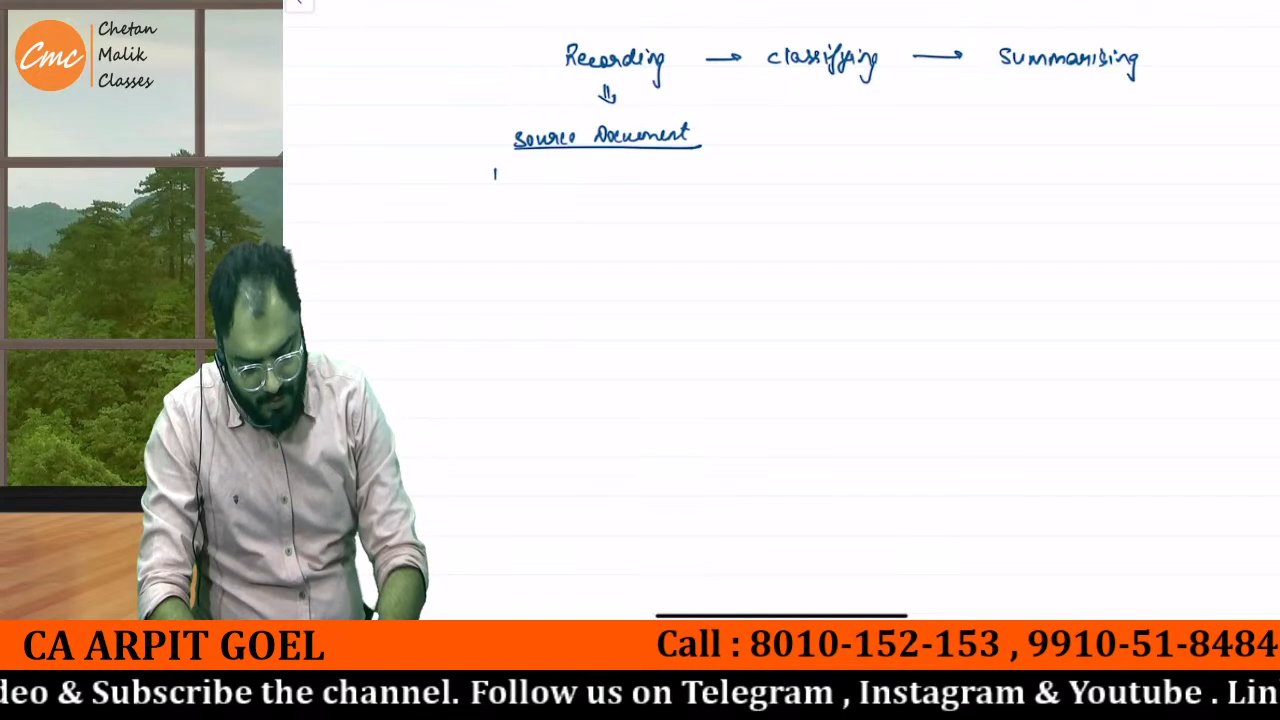 Chetan
Malik
Classes
cmc
Recording → classifying → Summarising
⇓
Source Document
CA ARPIT GOEL
Call : 8010-152-153 , 9910-51-8484
deo & Subscribe the channel. Follow us on Telegram , Instagram & Youtube . Lin